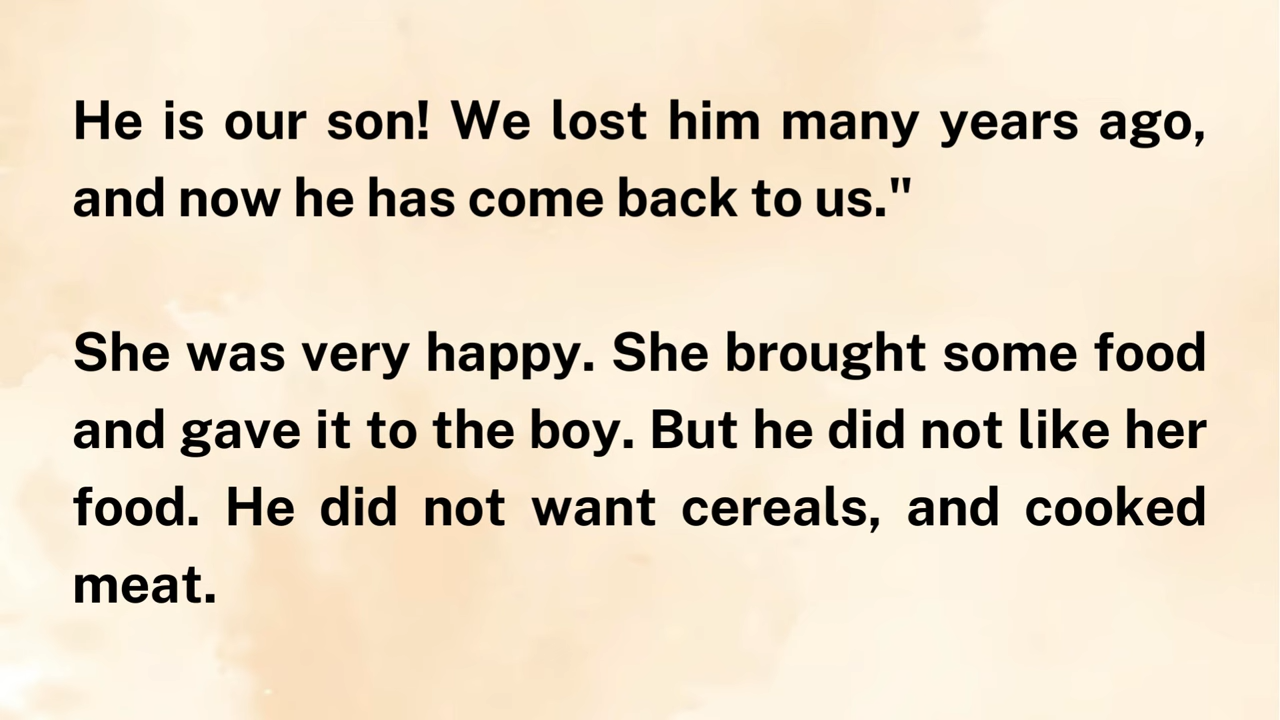 He is our son! We lost him many years ago,
and now he has come back to us."
She was very happy. She brought some food
and gave it to the boy. But he did not like her
food. He did not want cereals, and cooked
meat.